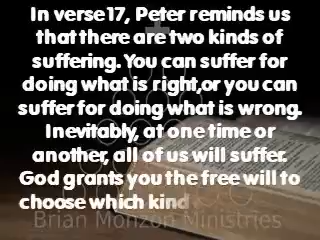 In verse 17, Peter reminds us
that there are two kinds of
suffering. You can suffer for
doing what is right,or you can
suffer for doing what is wrong.
Inevitably, at one time or
another, all of us will suffer.
God grants you the free will to
choose which kind
Brian Monzon Ministries